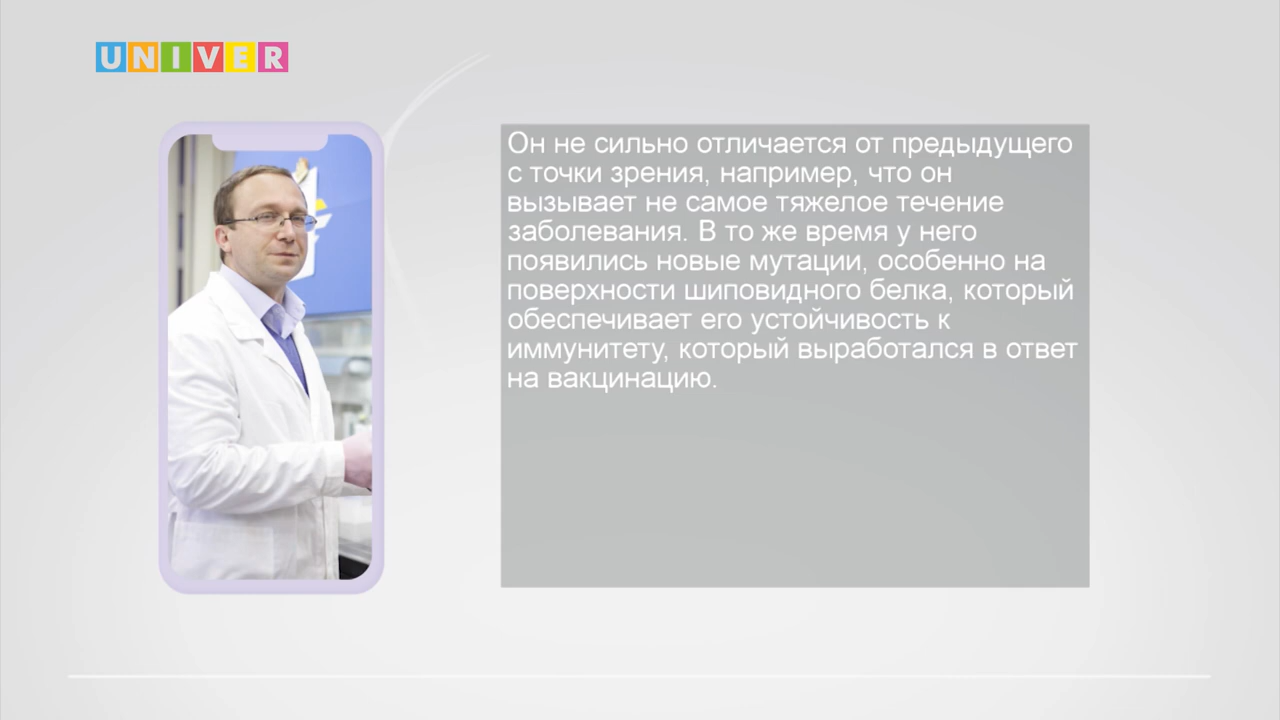 UNIVER
Он не сильно отличается от предыдущего
с точки зрения, например, что он
вызывает не самое тяжелое течение
заболевания. В то же время у него
появились новые мутации, особенно на
поверхности шиповидного белка, который
обеспечивает его устойчивость к
иммунитету, который выработался в ответ
на вакцинацию.